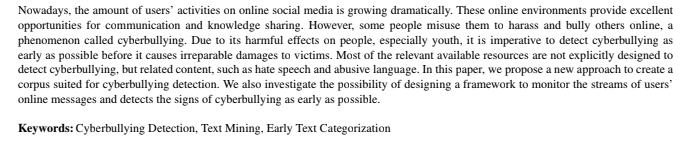 Nowadays, the amount of users' activities on online social media is growing dramatically. These online environments provide excellent
opportunities for communication and knowledge sharing. However, some people misuse them to harass and bully others online, a
phenomenon called cyberbullying. Due to its harmful effects on people, especially youth, it is imperative to detect cyberbullying as
early as possible before it causes irreparable damages to victims. Most of the relevant available resources are not explicitly designed to
detect cyberbullying, but related content, such as hate speech and abusive language. In this paper, we propose a new approach to create a
corpus suited for cyberbullying detection. We also investigate the possibility of designing a framework to monitor the streams of users'
online messages and detects the signs of cyberbullying as early as possible.
Keywords: Cyberbullying Detection, Text Mining, Early Text Categorization